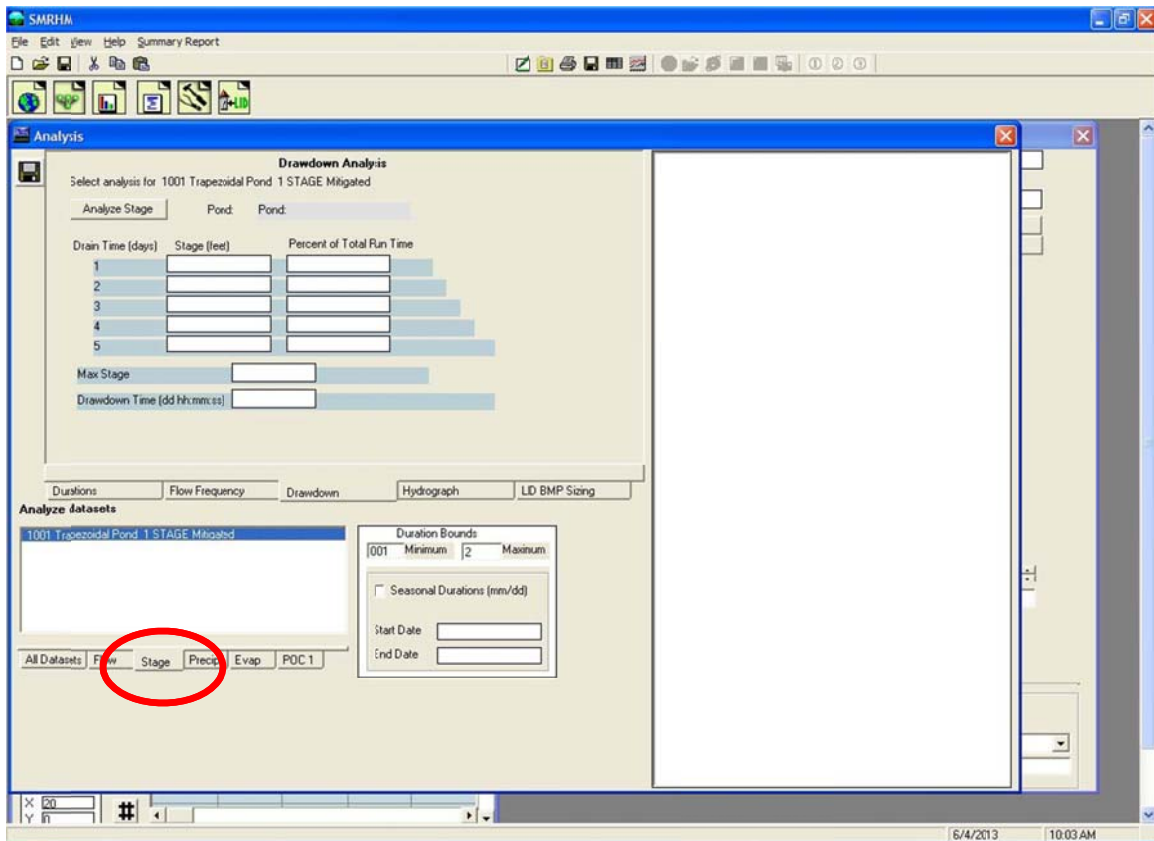 SMRHM
File Edit View Help Summary Report
Analysis
Drawdown Analysis
Select analysis for 1001 Trapezoidal Pond 1 STAGE Mitigated
Analyze Stage Pond: Pond:
Drain Time (days) Stage (feet) Percent of Total Run Time
1
2
3
4
5
Max Stage
Drawdown Time (dd hh:mm:ss)
Durations Flow Frequency Drawdown Hydrograph LID BMP Sizing
Analyze datasets
1001 Trapezoidal Pond 1 STAGE Mitigated
Duration Bounds
001 Minimum 2 Maximum
Seasonal Durations (mm/dd)
Start Date
End Date
All Datasets Flow Stage Precip Evap POC 1
X 20
Y 0
#
6/4/2013 10:03 AM